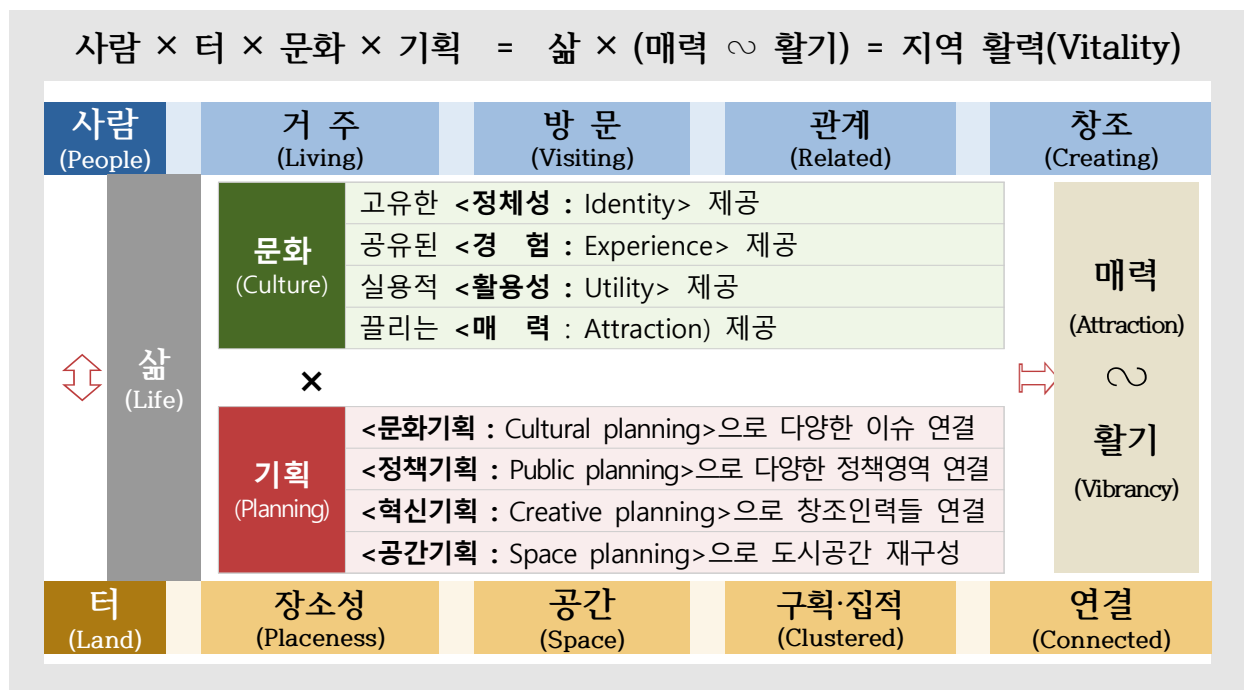 사람 × 터 × 문화 × 기획 = 삶 × (매력 ∽ 활기) = 지역 활력(Vitality)
사람 거 주 방 문 관계 창조
(People) (Living) (Visiting) (Related) (Creating)
고유한 <정체성 : Identity> 제공
공유된 <경 험 : Experience> 제공
실용적 <활용성 : Utility> 제공
끌리는 <매 력 : Attraction) 제공
문화
(Culture)
삶
(Life)
×
<문화기획 : Cultural planning>으로 다양한 이슈 연결
<정책기획 : Public planning>으로 다양한 정책영역 연결
<혁신기획 : Creative planning>으로 창조인력들 연결
<공간기획 : Space planning>으로 도시공간 재구성
기획
(Planning)
매력
(Attraction)
∽
활기
(Vibrancy)
터 장소성 공간 구획·집적 연결
(Land) (Placeness) (Space) (Clustered) (Connected)